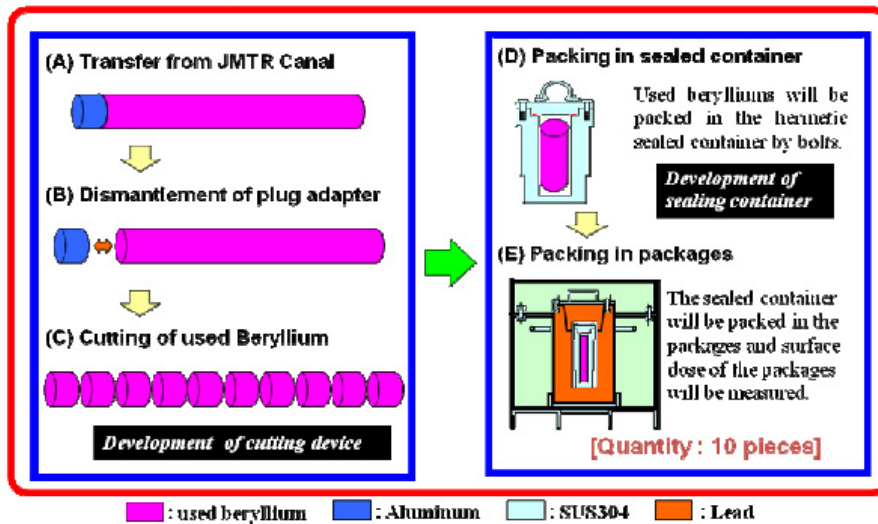 (A) Transfer from JMTR Canal
(B) Dismantlement of plug adapter
(C) Cutting of used Beryllium
Development of cutting device
(D) Packing in sealed container
Used berylliums will be
packed in the hermetic
sealed container by bolts.
Development of
sealing container
(E) Packing in packages
The sealed container
will be packed in the
packages and surface
dose of the packages
will be measured.
[Quantity : 10 pieces]
: used beryllium
: Aluminum
: SUS304
: Lead